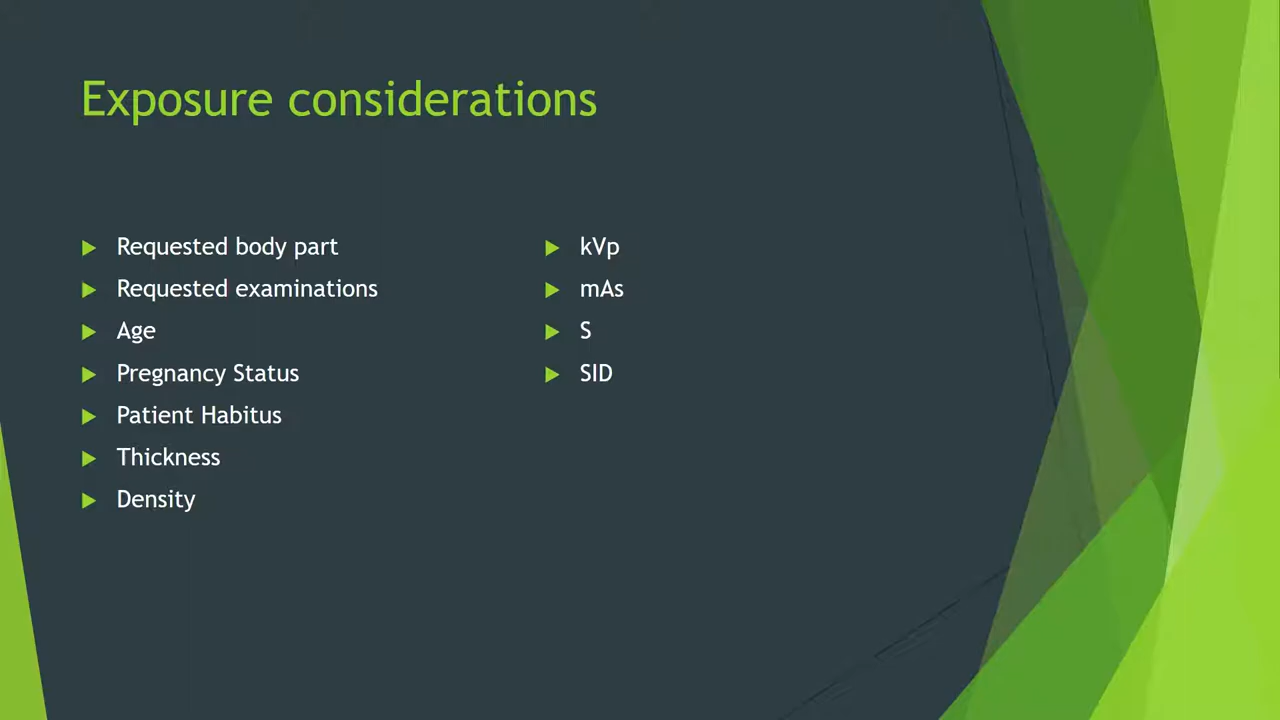 Exposure considerations
Requested body part
Requested examinations
Age
Pregnancy Status
Patient Habitus
Thickness
Density
kVp
mAs
S
SID